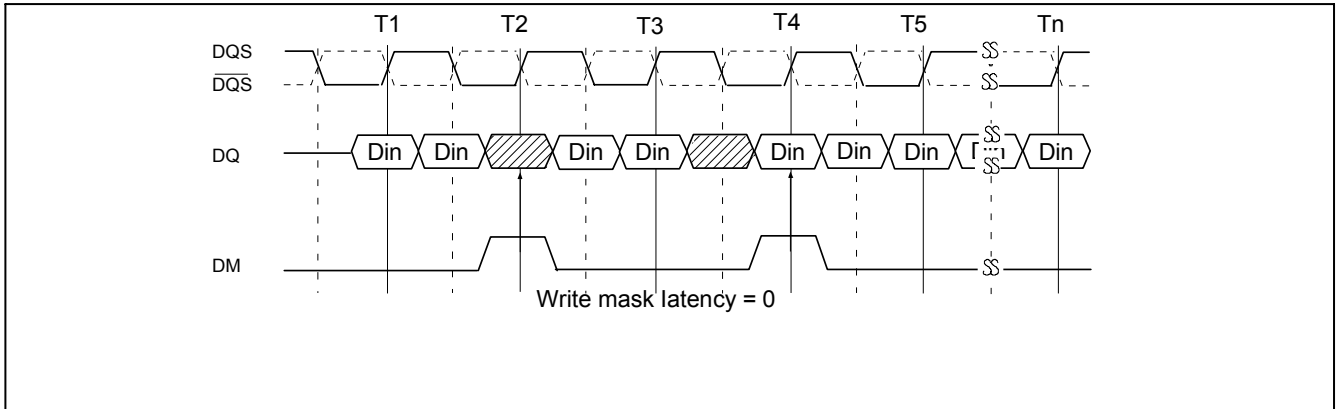 T1 T2 T3 T4 T5 Tn
DQS
D̅Q̅S̅
DQ Din Din Din Din Din Din Din Din
DM
Write mask latency = 0